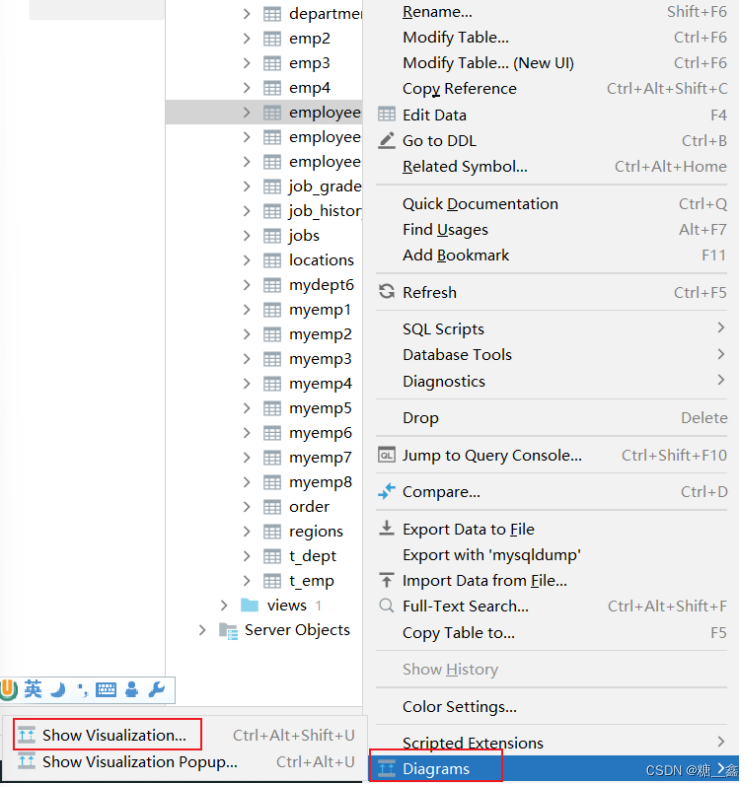 departme
emp2
emp3
emp4
employee
employee
employee
job_grade
job_histor
jobs
locations
mydept6
myemp1
myemp2
myemp3
myemp4
myemp5
myemp6
myemp7
myemp8
order
regions
t_dept
t_emp
views 1
Server Objects
Rename... Shift+F6
Modify Table... Ctrl+F6
Modify Table... (New UI) Ctrl+F6
Copy Reference Ctrl+Alt+Shift+C
Edit Data F4
Go to DDL Ctrl+B
Related Symbol... Ctrl+Alt+Home
Quick Documentation Ctrl+Q
Find Usages Alt+F7
Add Bookmark F11
Refresh Ctrl+F5
SQL Scripts
Database Tools
Diagnostics
Drop Delete
QL Jump to Query Console... Ctrl+Shift+F10
Compare... Ctrl+D
Export Data to File
Export with 'mysqldump'
Import Data from File...
Full-Text Search... Ctrl+Alt+Shift+F
Copy Table to... F5
Show History
Color Settings...
Scripted Extensions
Diagrams
U 英
Show Visualization... Ctrl+Alt+Shift+U
Show Visualization Popup... Ctrl+Alt+U